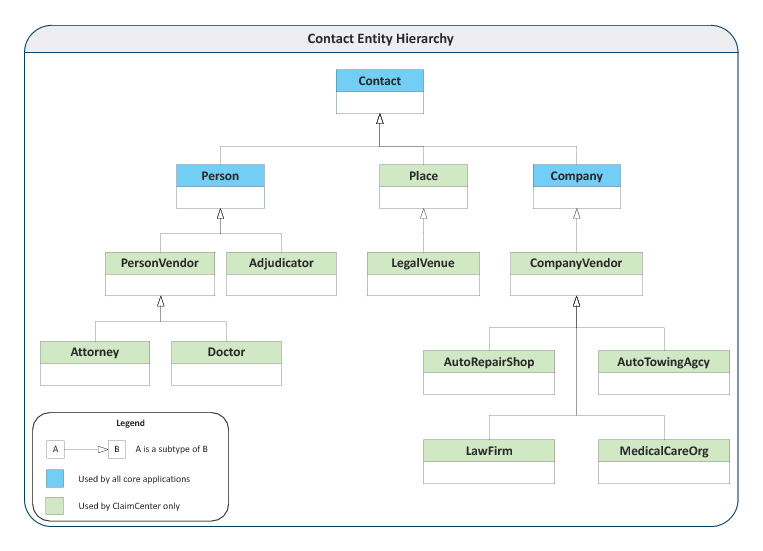 Contact Entity Hierarchy
Contact
Person
Place
Company
PersonVendor
Adjudicator
LegalVenue
CompanyVendor
Attorney
Doctor
AutoRepairShop
AutoTowingAgcy
LawFirm
MedicalCareOrg
Legend
A
B
A is a subtype of B
Used by all core applications
Used by ClaimCenter only